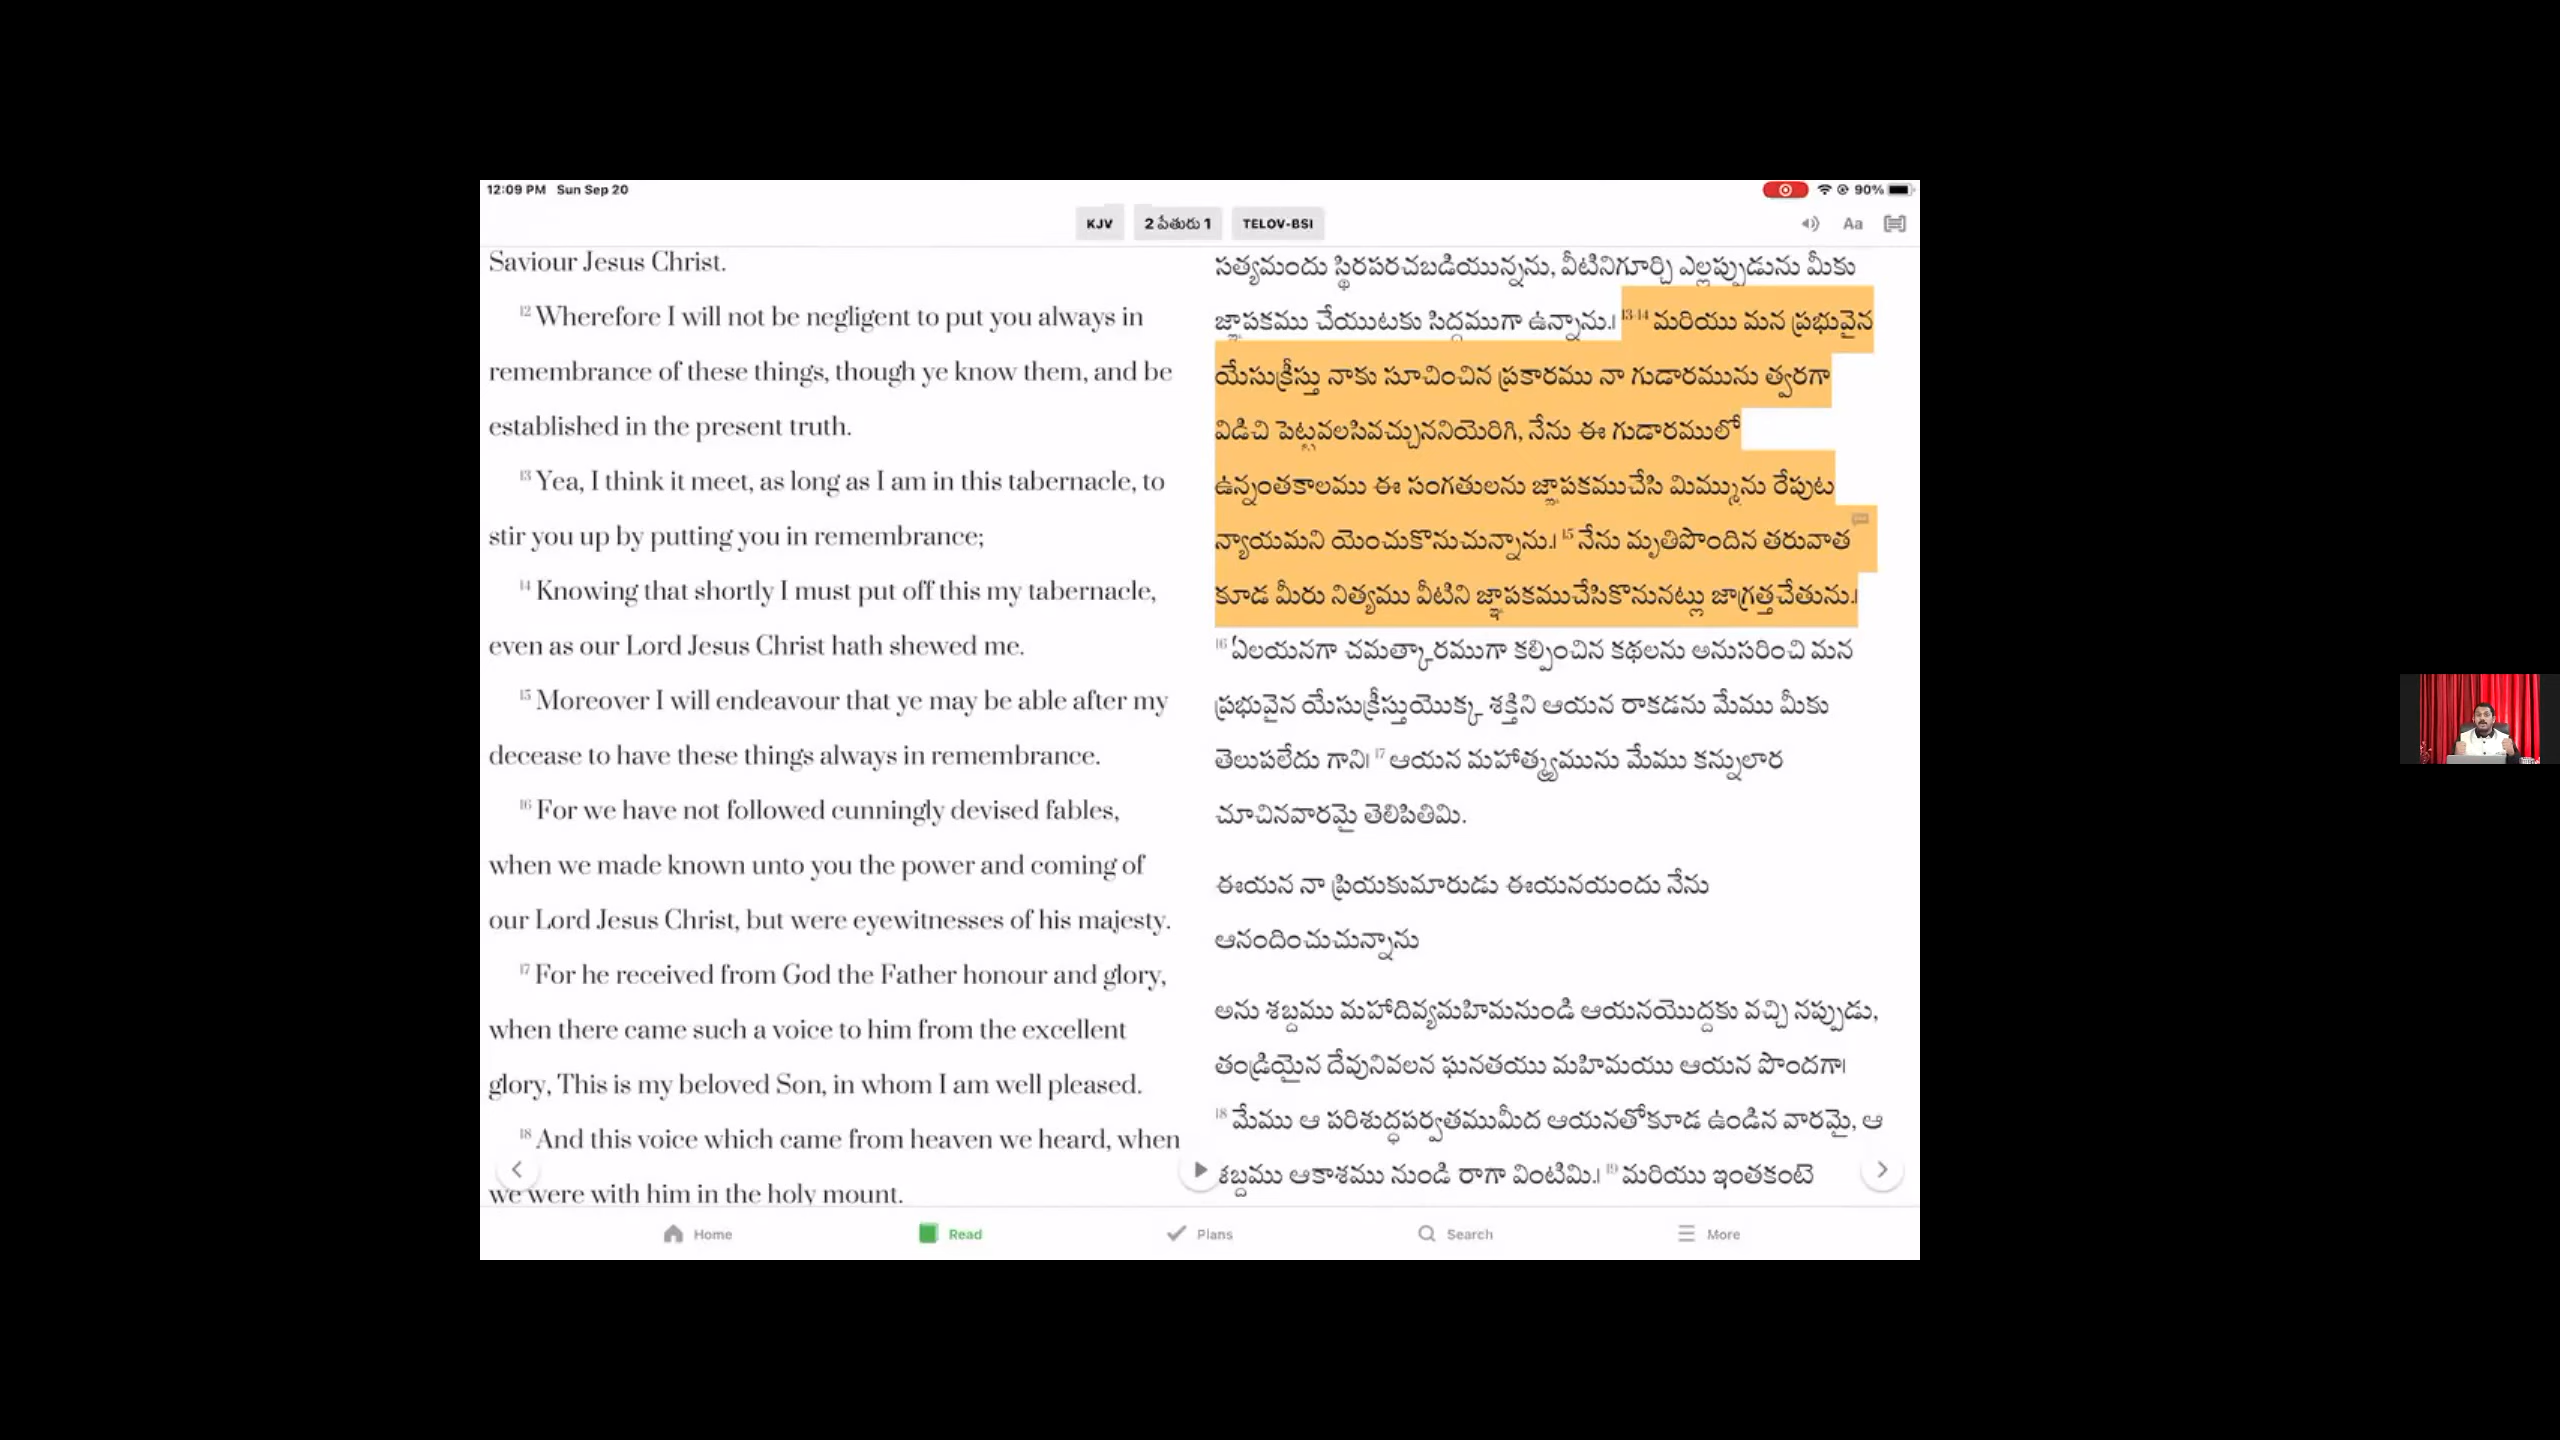 12:09 PM Sun Sep 20
90%
KJV
2 పేతురు 1
TELOV-BSI
Aa
Saviour Jesus Christ.
12 Wherefore I will not be negligent to put you always in
remembrance of these things, though ye know them, and be
established in the present truth.
13 Yea, I think it meet, as long as I am in this tabernacle, to
stir you up by putting you in remembrance;
14 Knowing that shortly I must put off this my tabernacle,
even as our Lord Jesus Christ hath shewed me.
15 Moreover I will endeavour that ye may be able after my
decease to have these things always in remembrance.
16 For we have not followed cunningly devised fables,
when we made known unto you the power and coming of
our Lord Jesus Christ, but were eyewitnesses of his majesty.
17 For he received from God the Father honour and glory,
when there came such a voice to him from the excellent
glory, This is my beloved Son, in whom I am well pleased.
18 And this voice which came from heaven we heard, when
we were with him in the holy mount.
సత్యమందు స్థిరపరచబడియున్నను, వీటినిగూర్చి ఎల్లప్పుడును మీకు
జ్ఞాపకము చేయుటకు సిద్ధముగా ఉన్నాను.| 13-14 మరియు మన ప్రభువైన
యేసుక్రీస్తు నాకు సూచించిన ప్రకారము నా గుడారమును త్వరగా
విడిచి పెట్టవలసివచ్చుననియెరిగి, నేను ఈ గుడారములో
ఉన్నంతకాలము ఈ సంగతులను జ్ఞాపకముచేసి మిమ్మును రేపుట
న్యాయమని యెంచుకొనుచున్నాను.| 15 నేను మృతిపొందిన తరువాత
కూడ మీరు నిత్యము వీటిని జ్ఞాపకముచేసికొనునట్లు జాగ్రత్తచేతును.|
16 ఏలయనగా చమత్కారముగా కల్పించిన కథలను అనుసరించి మన
ప్రభువైన యేసుక్రీస్తుయొక్క శక్తిని ఆయన రాకడను మేము మీకు
తెలుపలేదు గాని| 17 ఆయన మహాత్మ్యమును మేము కన్నులార
చూచినవారమై తెలిపితిమి.
ఈయన నా ప్రియకుమారుడు ఈయనయందు నేను
ఆనందించుచున్నాను
అను శబ్దము మహాదివ్యమహిమనుండి ఆయనయొద్దకు వచ్చి నప్పుడు,
తండ్రియైన దేవునివలన ఘనతయు మహిమయు ఆయన పొందగా|
18 మేము ఆ పరిశుద్ధపర్వతముమీద ఆయనతోకూడ ఉండిన వారమై, ఆ
శబ్దము ఆకాశము నుండి రాగా వింటిమి.| 19 మరియు ఇంతకంటె
Home
Read
Plans
Search
More